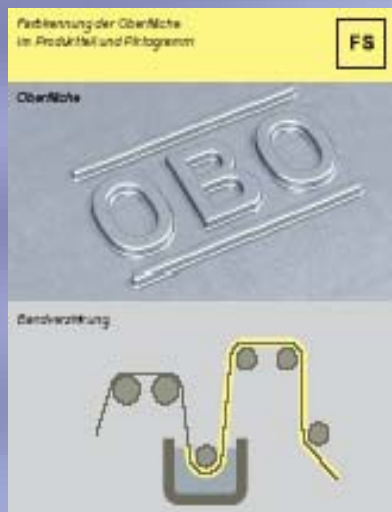 Farbkennung der Oberfläche
im Produktteil und Piktogramm
FS
Oberfläche
OBO
Bandverzinkung